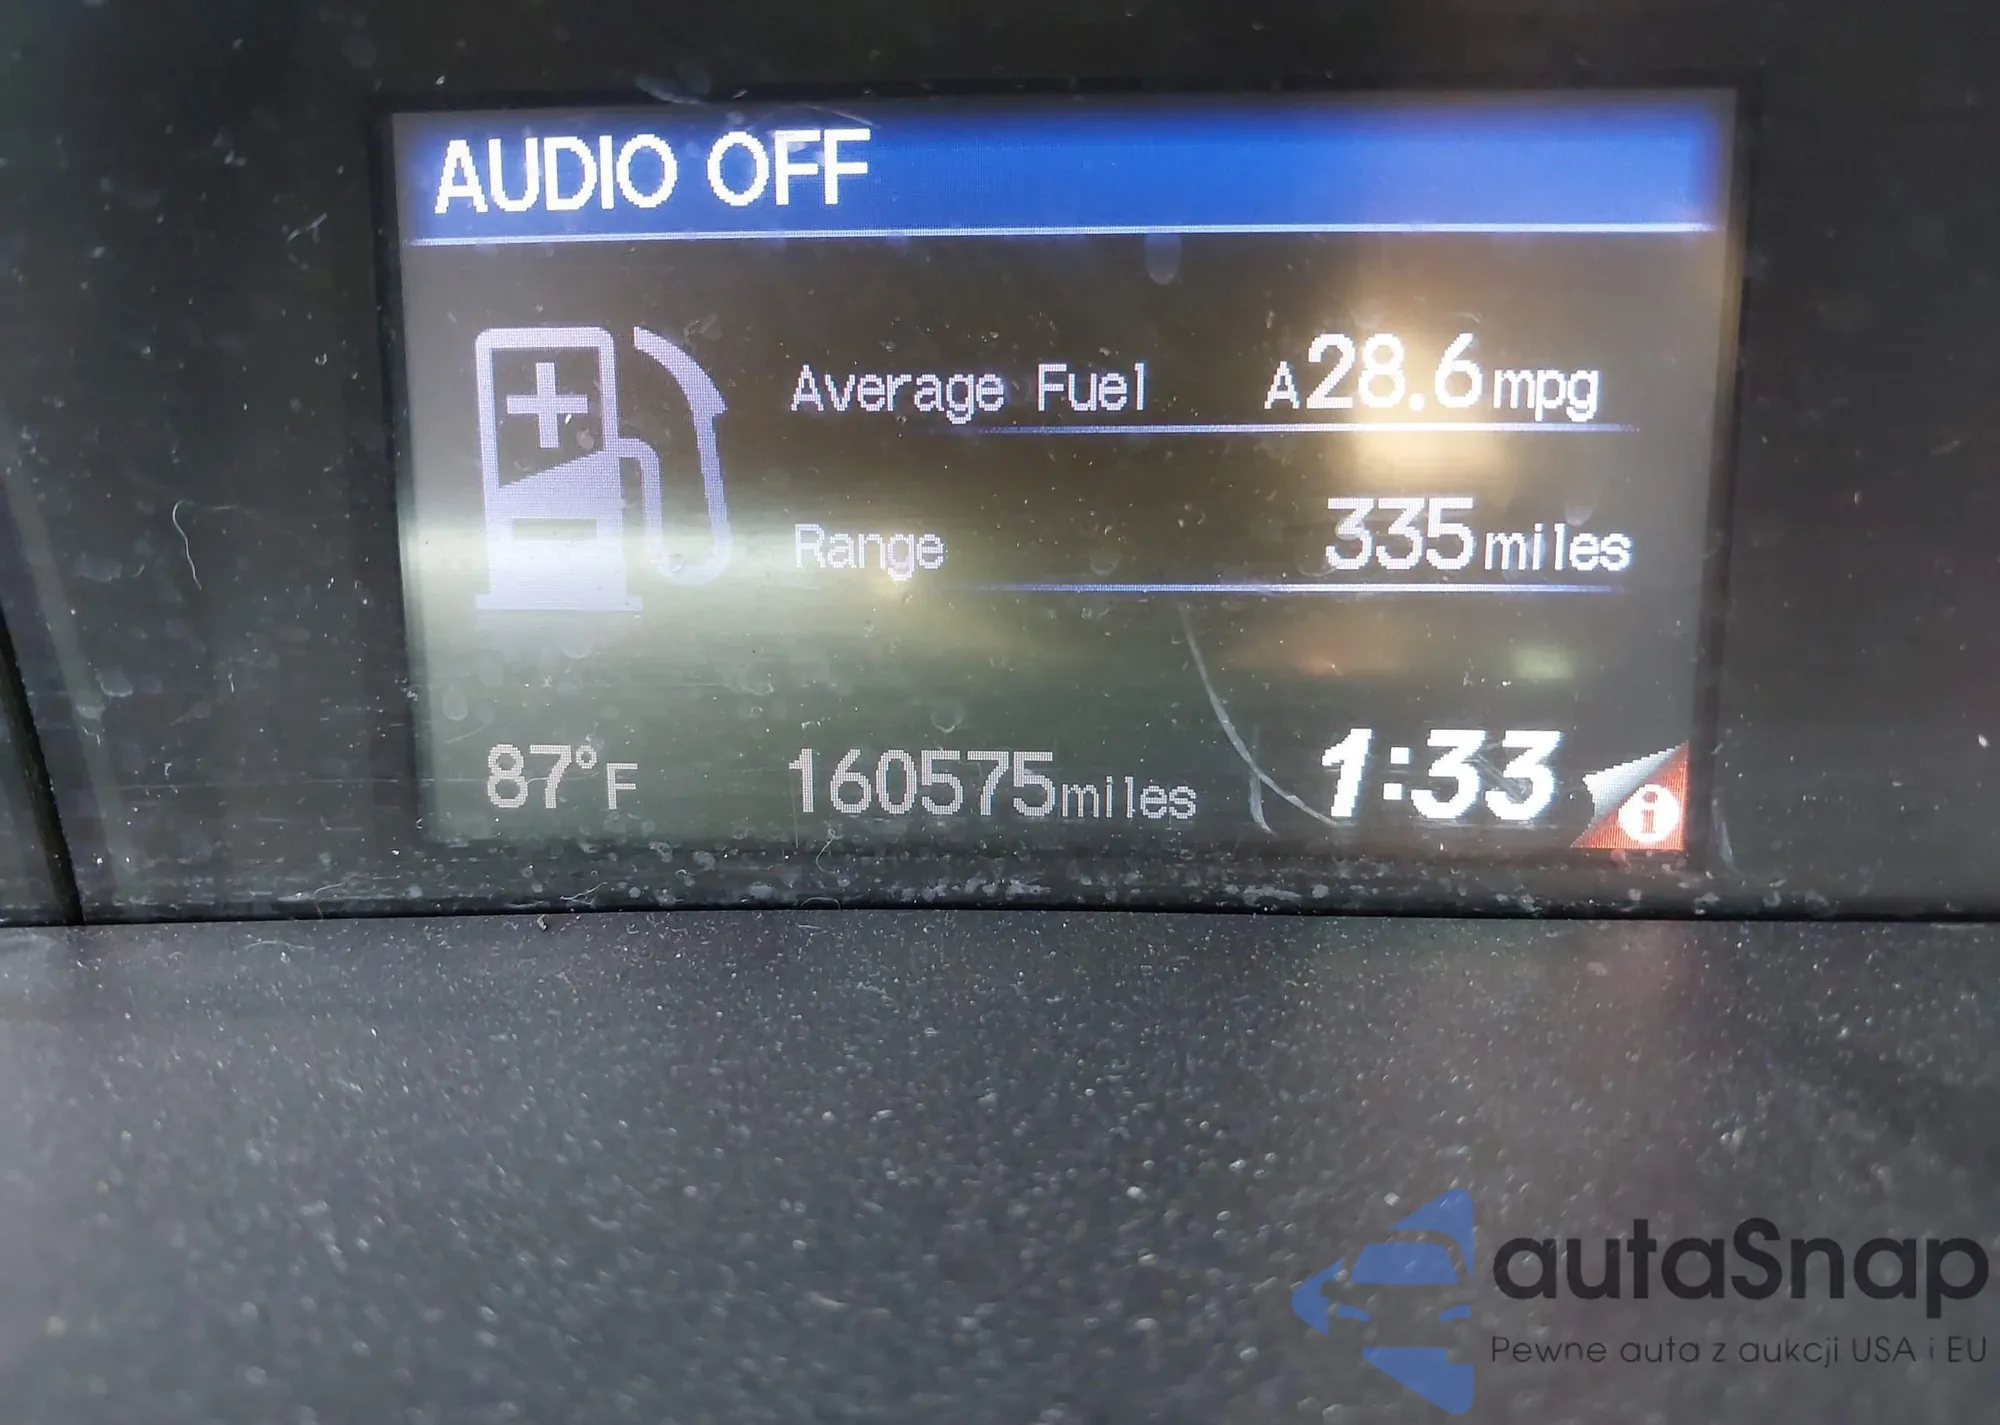 AUDIO OFF
Average Fuel A28.6mpg
Range 335miles
87°F 160575miles 1:33 i
autaSnap
Pewne auta z aukcji USA i EU